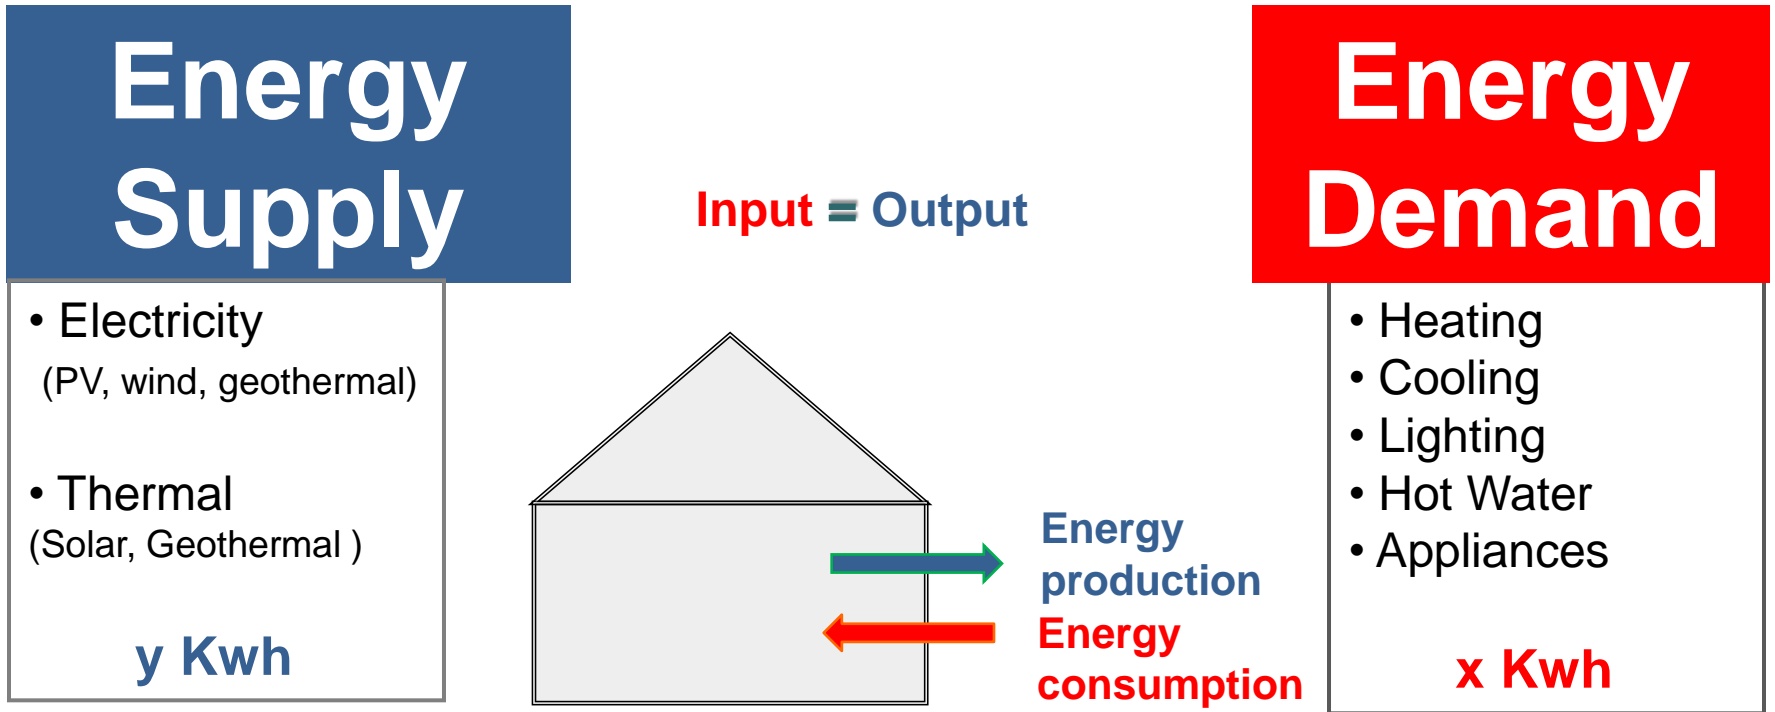 Energy
Supply
• Electricity
(PV, wind, geothermal)
• Thermal
(Solar, Geothermal )
y Kwh
Input = Output
Energy
production
Energy
consumption
Energy
Demand
• Heating
• Cooling
• Lighting
• Hot Water
• Appliances
x Kwh